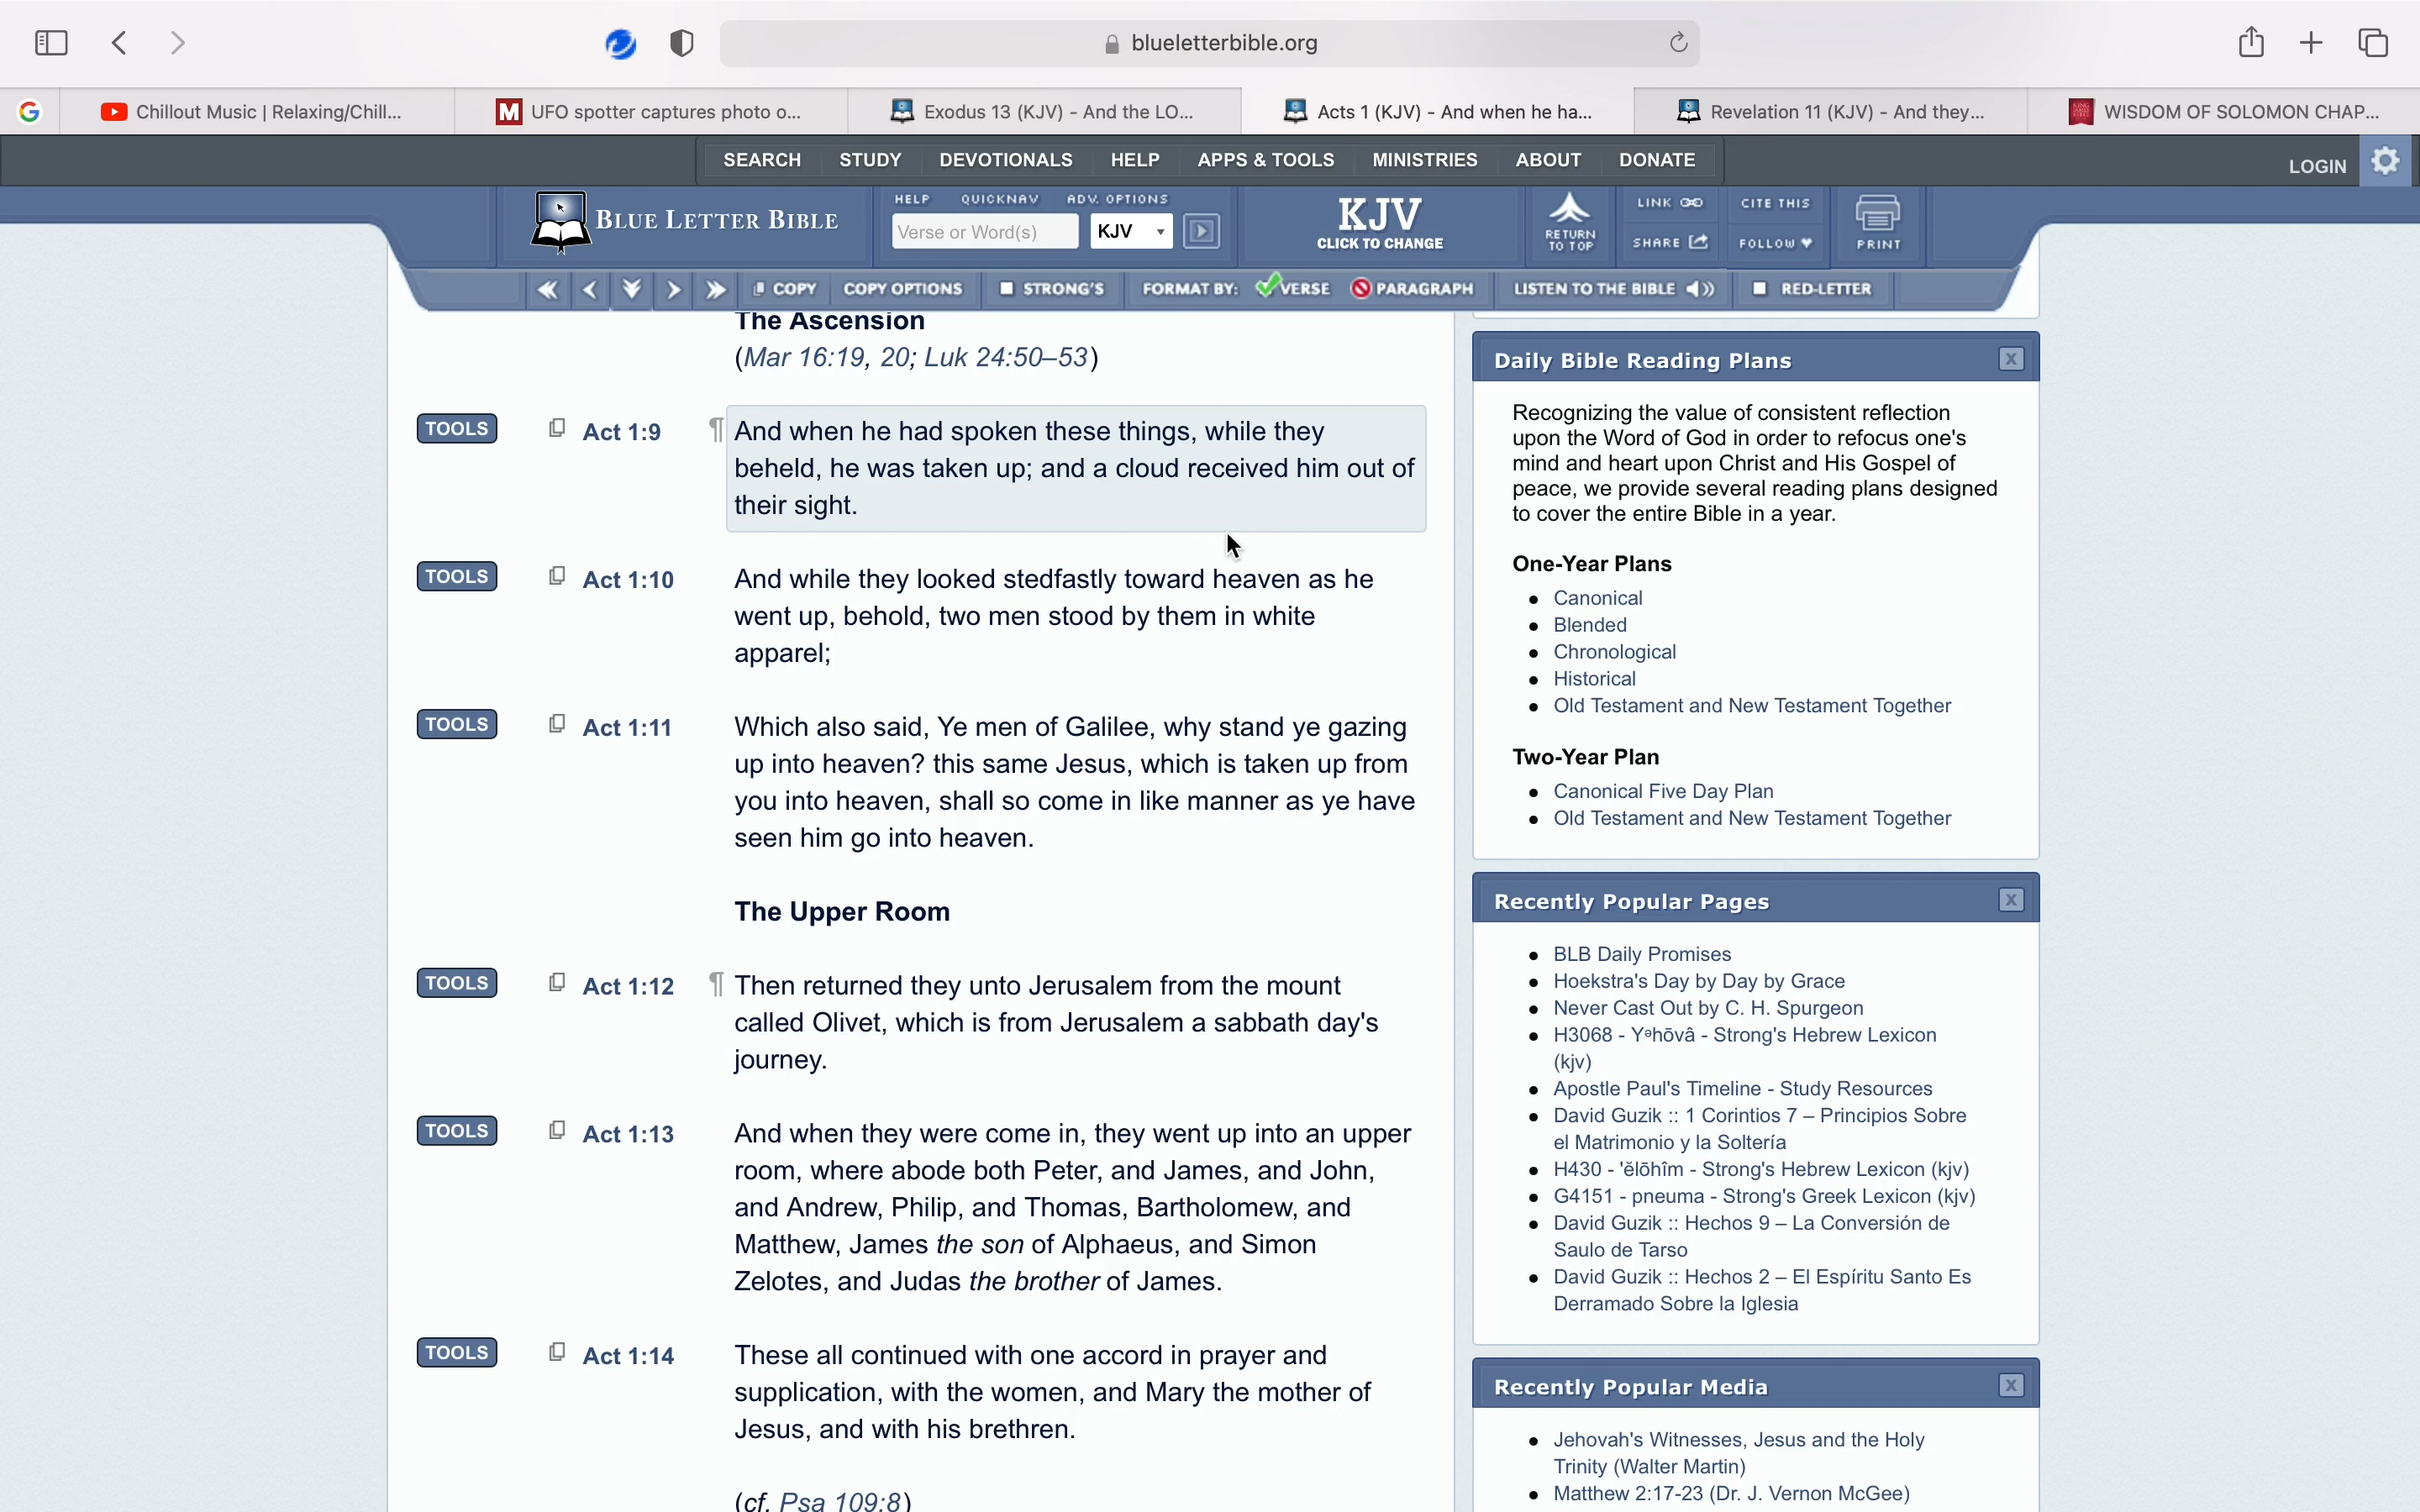 blueletterbible.org
Chillout Music | Relaxing/Chill...
UFO spotter captures photo o...
Exodus 13 (KJV) - And the LO...
Acts 1 (KJV) - And when he ha...
Revelation 11 (KJV) - And they...
WISDOM OF SOLOMON CHAP...
SEARCH STUDY DEVOTIONALS HELP APPS & TOOLS MINISTRIES ABOUT DONATE
LOGIN
BLUE LETTER BIBLE
HELP QUICKNAV ADV. OPTIONS
Verse or Word(s)
KJV
KJV
CLICK TO CHANGE
RETURN
TO TOP
LINK
SHARE
CITE THIS
FOLLOW
PRINT
COPY COPY OPTIONS STRONG'S FORMAT BY: VERSE PARAGRAPH LISTEN TO THE BIBLE RED-LETTER
The Ascension
(Mar 16:19, 20; Luk 24:50–53)
TOOLS Act 1:9 ¶ And when he had spoken these things, while they
beheld, he was taken up; and a cloud received him out of
their sight.
TOOLS Act 1:10 And while they looked stedfastly toward heaven as he
went up, behold, two men stood by them in white
apparel;
TOOLS Act 1:11 Which also said, Ye men of Galilee, why stand ye gazing
up into heaven? this same Jesus, which is taken up from
you into heaven, shall so come in like manner as ye have
seen him go into heaven.
The Upper Room
TOOLS Act 1:12 ¶ Then returned they unto Jerusalem from the mount
called Olivet, which is from Jerusalem a sabbath day's
journey.
TOOLS Act 1:13 And when they were come in, they went up into an upper
room, where abode both Peter, and James, and John,
and Andrew, Philip, and Thomas, Bartholomew, and
Matthew, James the son of Alphaeus, and Simon
Zelotes, and Judas the brother of James.
TOOLS Act 1:14 These all continued with one accord in prayer and
supplication, with the women, and Mary the mother of
Jesus, and with his brethren.
(cf. Psa 109:8)
Daily Bible Reading Plans
X
Recognizing the value of consistent reflection
upon the Word of God in order to refocus one's
mind and heart upon Christ and His Gospel of
peace, we provide several reading plans designed
to cover the entire Bible in a year.
One-Year Plans
Canonical
Blended
Chronological
Historical
Old Testament and New Testament Together
Two-Year Plan
Canonical Five Day Plan
Old Testament and New Testament Together
Recently Popular Pages
X
BLB Daily Promises
Hoekstra's Day by Day by Grace
Never Cast Out by C. H. Spurgeon
H3068 - Yᵊhōvâ - Strong's Hebrew Lexicon
(kjv)
Apostle Paul's Timeline - Study Resources
David Guzik :: 1 Corintios 7 – Principios Sobre
el Matrimonio y la Soltería
H430 - 'ĕlōhîm - Strong's Hebrew Lexicon (kjv)
G4151 - pneuma - Strong's Greek Lexicon (kjv)
David Guzik :: Hechos 9 – La Conversión de
Saulo de Tarso
David Guzik :: Hechos 2 – El Espíritu Santo Es
Derramado Sobre la Iglesia
Recently Popular Media
X
Jehovah's Witnesses, Jesus and the Holy
Trinity (Walter Martin)
Matthew 2:17-23 (Dr. J. Vernon McGee)